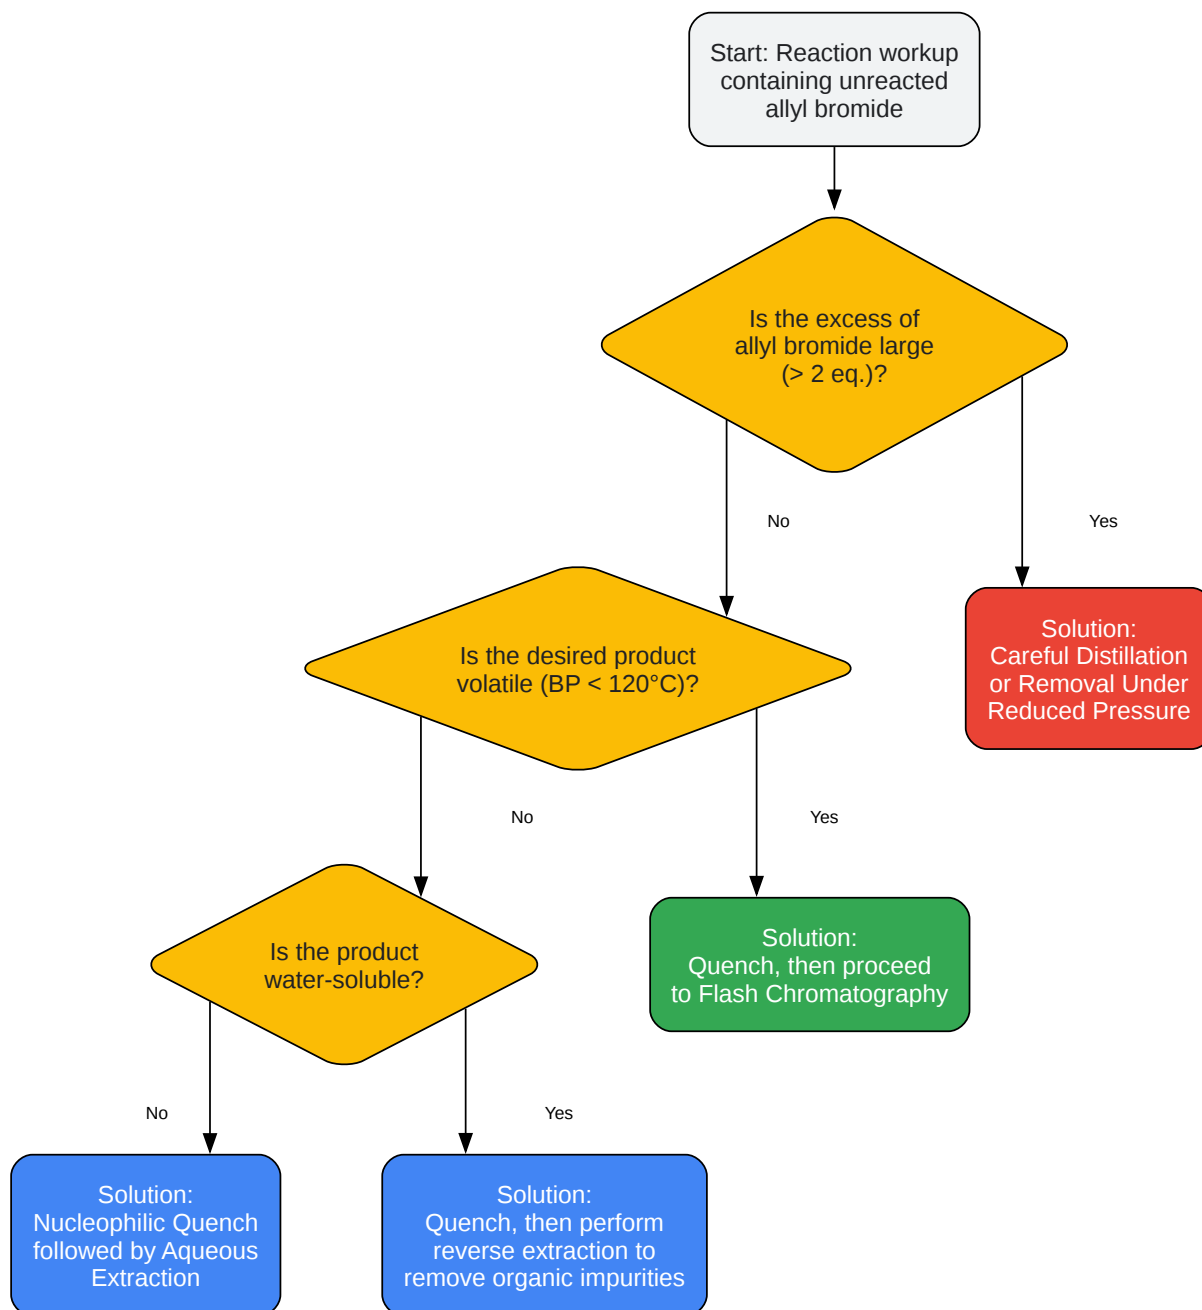 Start: Reaction workup
containing unreacted
allyl bromide
Is the excess of
allyl bromide large
(> 2 eq.)?
No
Yes
Solution:
Careful Distillation
or Removal Under
Reduced Pressure
Is the desired product
volatile (BP < 120°C)?
No
Yes
Solution:
Quench, then proceed
to Flash Chromatography
Is the product
water-soluble?
No
Yes
Solution:
Nucleophilic Quench
followed by Aqueous
Extraction
Solution:
Quench, then perform
reverse extraction to
remove organic impurities